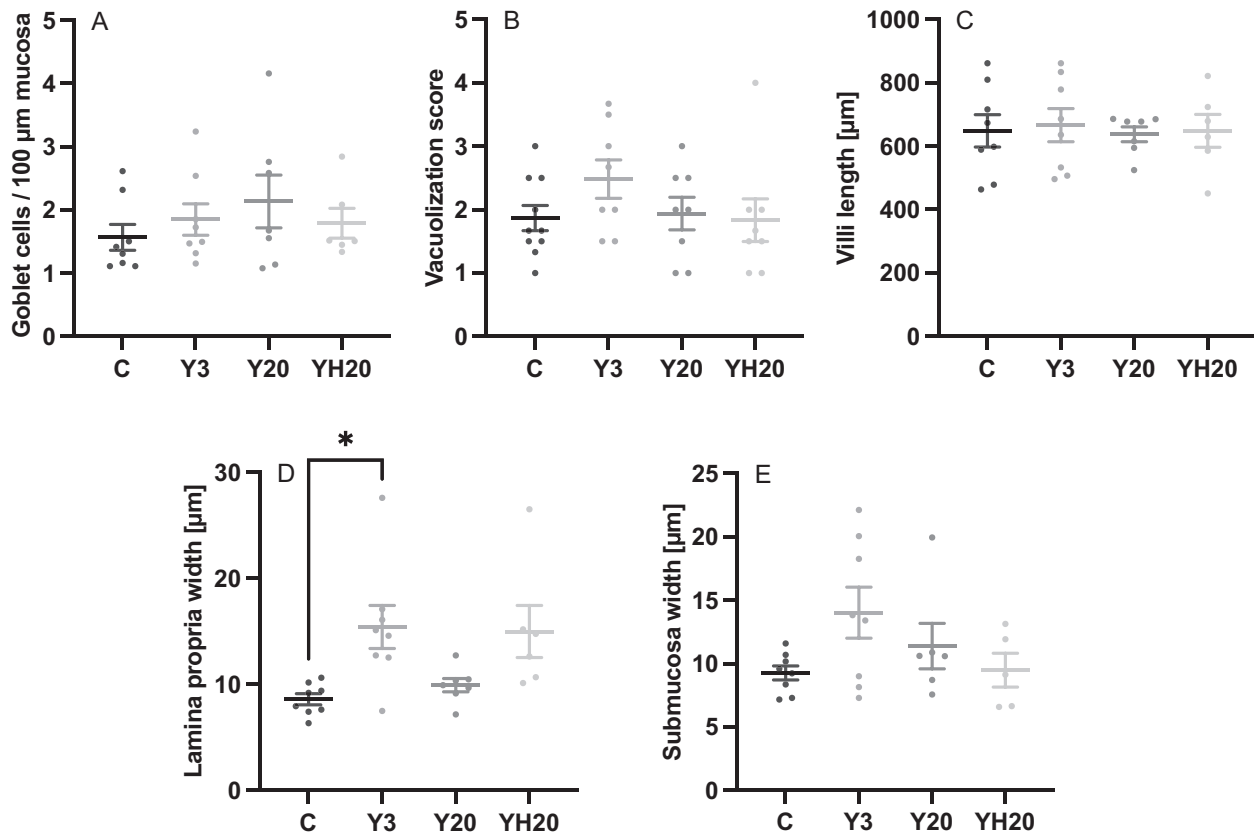 A
Goblet cells / 100 µm mucosa
5
4
3
2
1
0
C Y3 Y20 YH20
B
Vacuolization score
5
4
3
2
1
0
C Y3 Y20 YH20
C
Villi length [µm]
1000
800
600
400
200
0
C Y3 Y20 YH20
D
Lamina propria width [µm]
30
20
10
0
*
C Y3 Y20 YH20
E
Submucosa width [µm]
25
20
15
10
5
0
C Y3 Y20 YH20